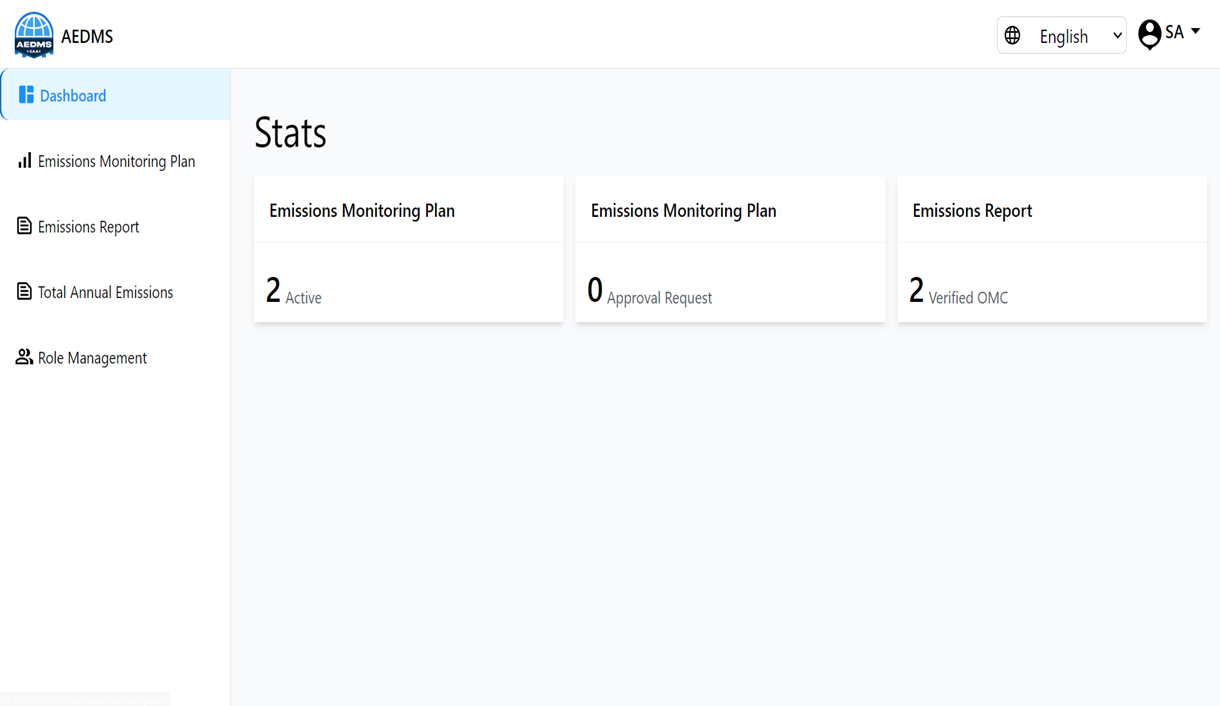 AEDMS
AEDMS
CAA
English
SA
Dashboard
Emissions Monitoring Plan
Emissions Report
Total Annual Emissions
Role Management
Stats
Emissions Monitoring Plan
2 Active
Emissions Monitoring Plan
0 Approval Request
Emissions Report
2 Verified OMC